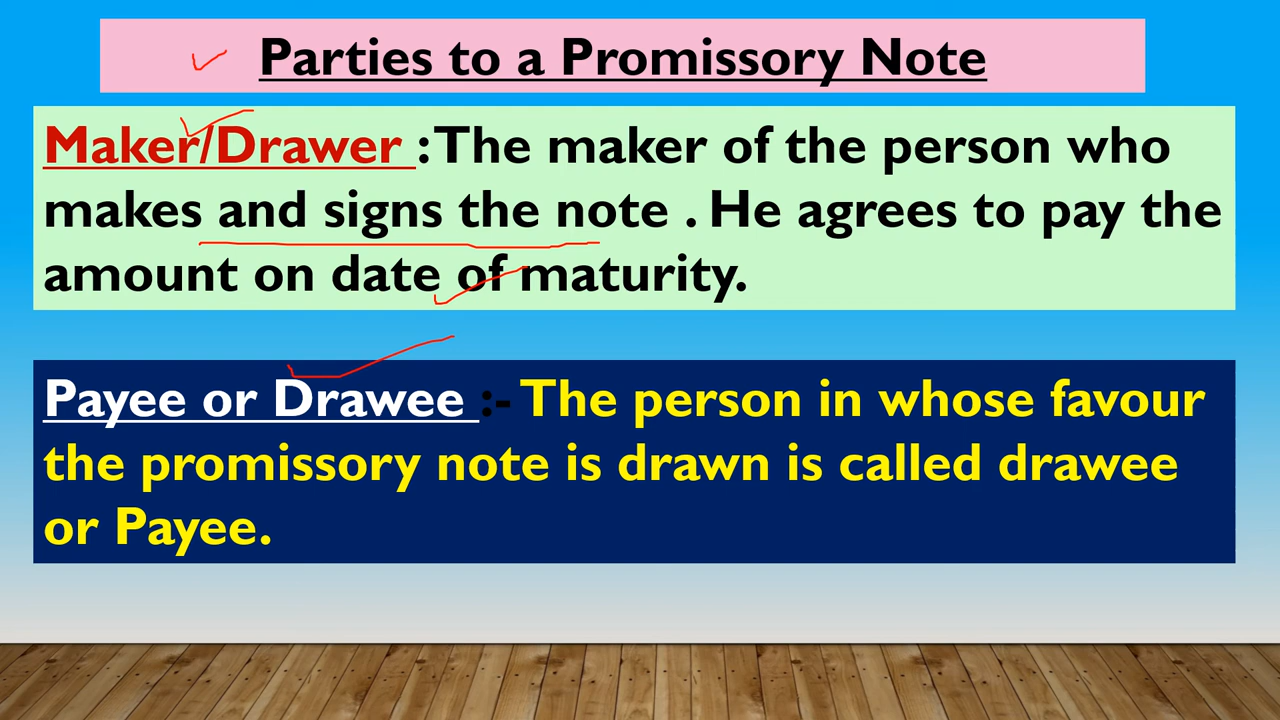 Parties to a Promissory Note
Maker/Drawer : The maker of the person who
makes and signs the note . He agrees to pay the
amount on date of maturity.
Payee or Drawee :- The person in whose favour
the promissory note is drawn is called drawee
or Payee.